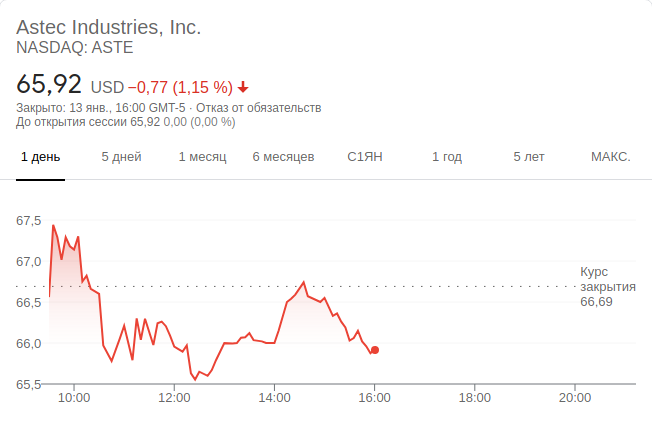 Astec Industries, Inc.
NASDAQ: ASTE
65,92 USD −0,77 (1,15 %)
Закрыто: 13 янв., 16:00 GMT-5 · Отказ от обязательств
До открытия сессии 65,92 0,00 (0,00 %)
1 день 5 дней 1 месяц 6 месяцев С1ЯН 1 год 5 лет МАКС.
67,5
67,0
Курс
закрытия
66,69
66,5
66,0
65,5
10:00 12:00 14:00 16:00 18:00 20:00